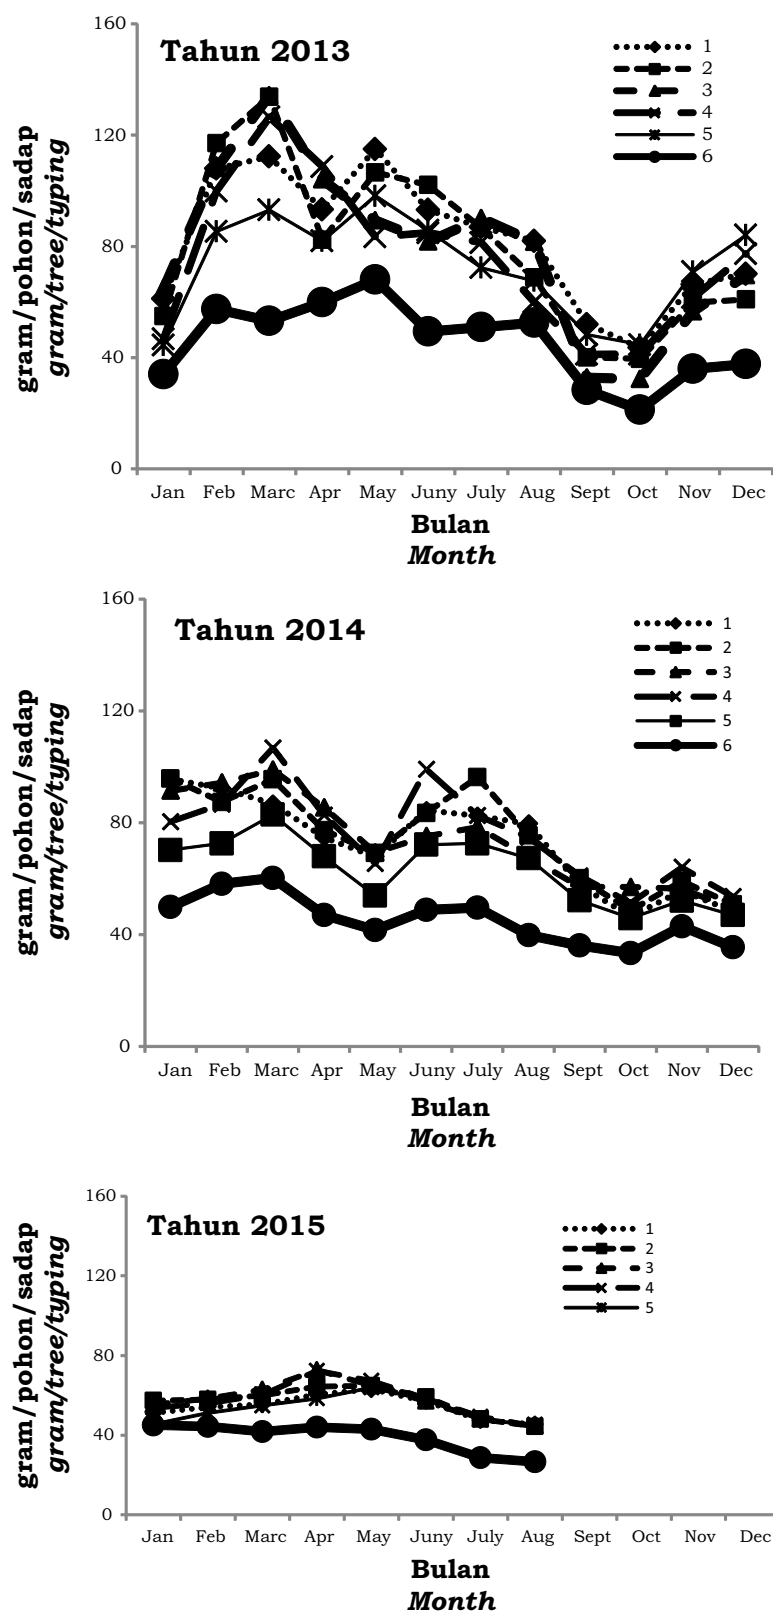 160
120
80
40
0
gram/pohon/sadap
gram/tree/typing
Tahun 2013
1
2
3
4
5
6
Jan Feb Marc Apr May Juny July Aug Sept Oct Nov Dec
Bulan
Month
160
120
80
40
0
gram/pohon/sadap
gram/tree/typing
Tahun 2014
1
2
3
4
5
6
Jan Feb Marc Apr May Juny July Aug Sept Oct Nov Dec
Bulan
Month
160
120
80
40
0
gram/pohon/sadap
gram/tree/typing
Tahun 2015
1
2
3
4
5
Jan Feb Marc Apr May Juny July Aug Sept Oct Nov Dec
Bulan
Month